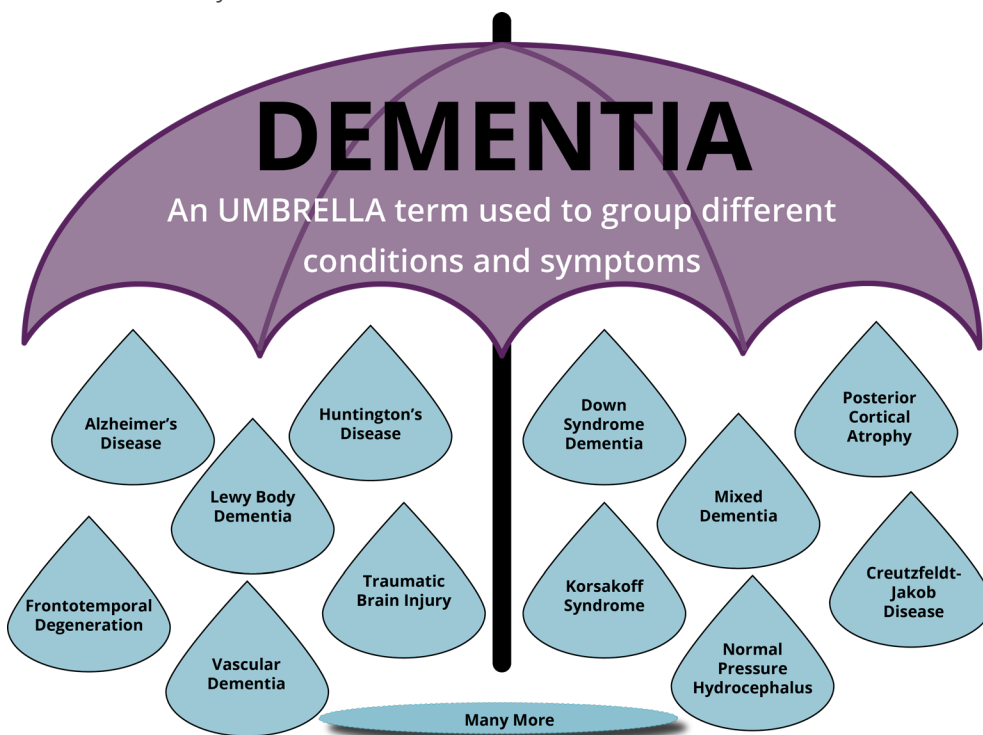 DEMENTIA
An UMBRELLA term used to group different
conditions and symptoms
Alzheimer's
Disease
Huntington's
Disease
Lewy Body
Dementia
Frontotemporal
Degeneration
Traumatic
Brain Injury
Vascular
Dementia
Down
Syndrome
Dementia
Posterior
Cortical
Atrophy
Mixed
Dementia
Korsakoff
Syndrome
Creutzfeldt-
Jakob
Disease
Normal
Pressure
Hydrocephalus
Many More